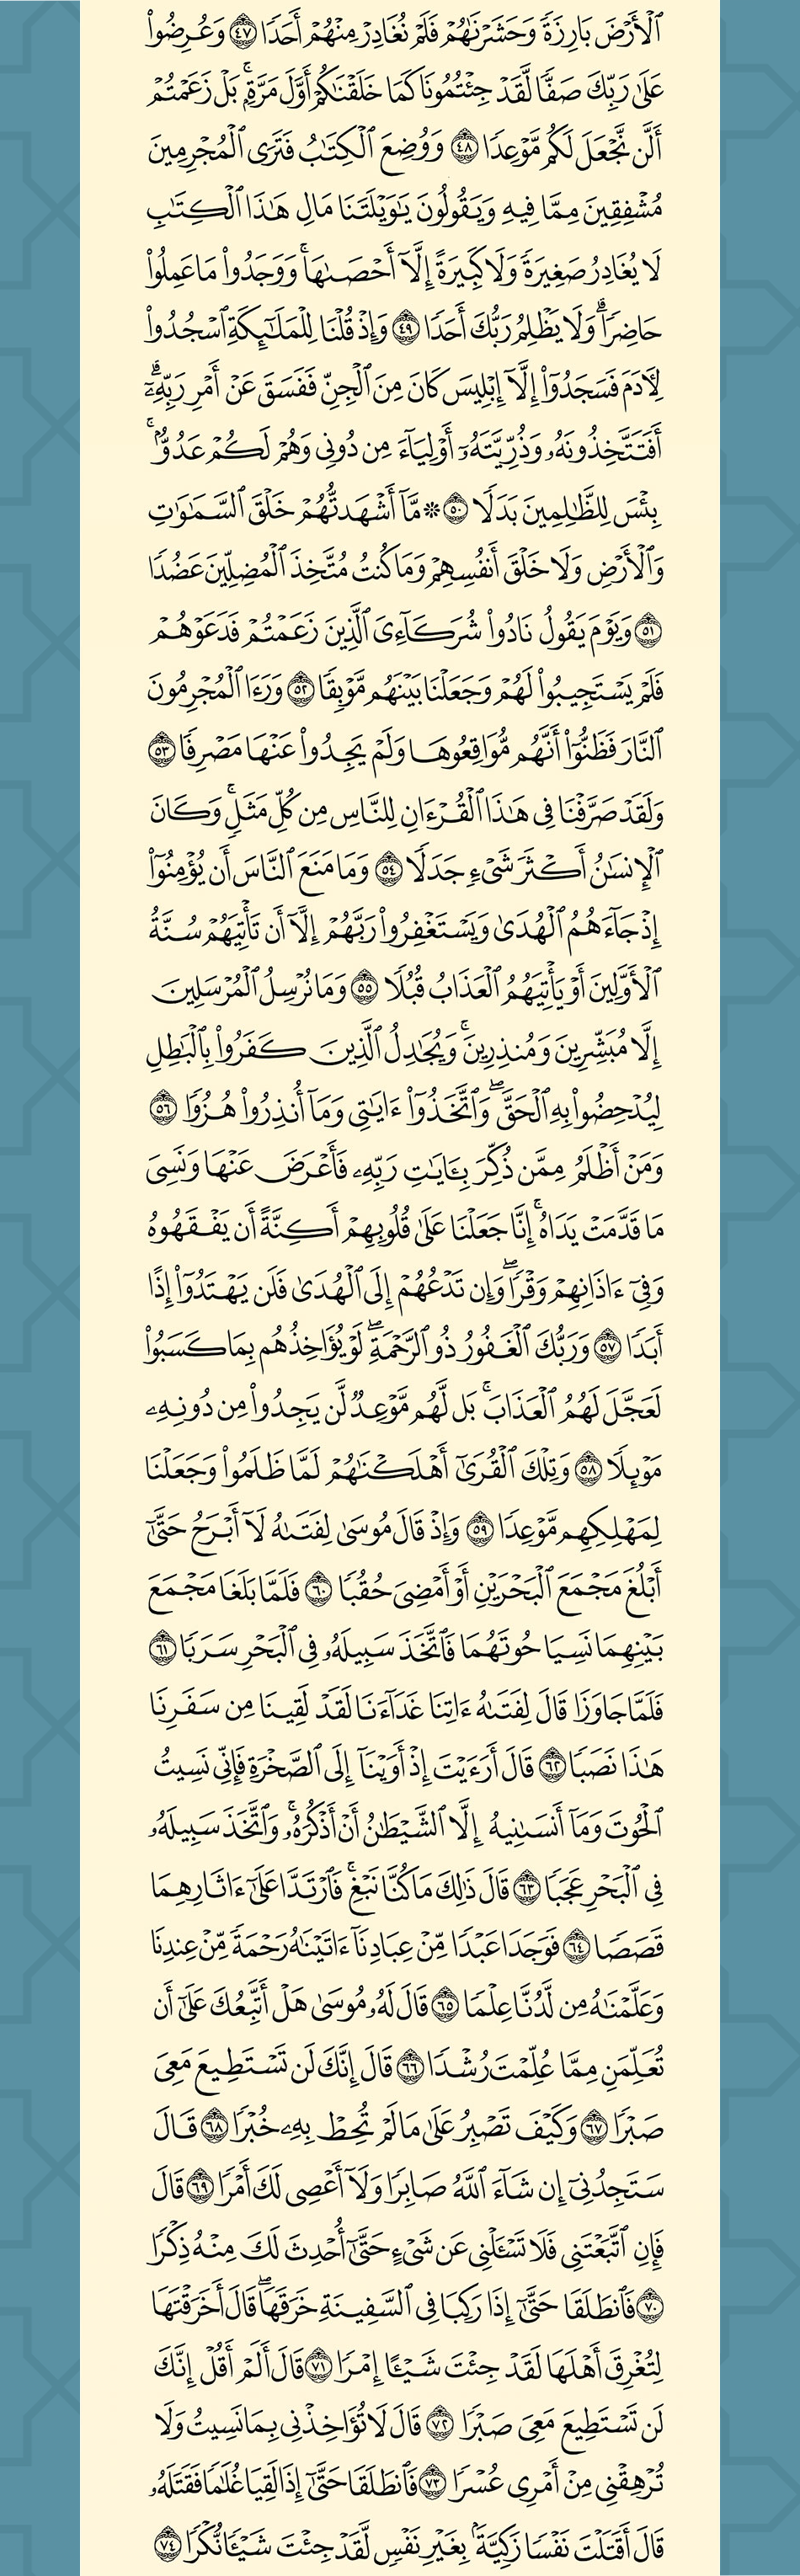 ٱلۡأَرۡضَ بَارِزَةٗ وَحَشَرۡنَٰهُمۡ فَلَمۡ نُغَادِرۡ مِنۡهُمۡ أَحَدٗا ٤٧ وَعُرِضُواْ
عَلَىٰ رَبِّكَ صَفّٗا لَّقَدۡ جِئۡتُمُونَا كَمَا خَلَقۡنَٰكُمۡ أَوَّلَ مَرَّةِۭۚ بَلۡ زَعَمۡتُمۡ
أَلَّن نَّجۡعَلَ لَكُم مَّوۡعِدٗا ٤٨ وَوُضِعَ ٱلۡكِتَٰبُ فَتَرَى ٱلۡمُجۡرِمِينَ
مُشۡفِقِينَ مِمَّا فِيهِ وَيَقُولُونَ يَٰوَيۡلَتَنَا مَالِ هَٰذَا ٱلۡكِتَٰبِ
لَا يُغَادِرُ صَغِيرَةٗ وَلَا كَبِيرَةً إِلَّآ أَحۡصَىٰهَاۚ وَوَجَدُواْ مَا عَمِلُواْ
حَاضِرٗاۗ وَلَا يَظۡلِمُ رَبُّكَ أَحَدٗا ٤٩ وَإِذۡ قُلۡنَا لِلۡمَلَٰٓئِكَةِ ٱسۡجُدُواْ
لِأٓدَمَ فَسَجَدُوٓاْ إِلَّآ إِبۡلِيسَ كَانَ مِنَ ٱلۡجِنِّ فَفَسَقَ عَنۡ أَمۡرِ رَبِّهِۦٓۗ
أَفَتَتَّخِذُونَهُۥ وَذُرِّيَّتَهُۥٓ أَوۡلِيَآءَ مِن دُونِي وَهُمۡ لَكُمۡ عَدُوُّۢۚ
بِئۡسَ لِلظَّٰلِمِينَ بَدَلٗا ٥٠ ۞ مَّآ أَشۡهَدتُّهُمۡ خَلۡقَ ٱلسَّمَٰوَٰتِ
وَٱلۡأَرۡضِ وَلَا خَلۡقَ أَنفُسِهِمۡ وَمَا كُنتُ مُتَّخِذَ ٱلۡمُضِلِّينَ عَضُدٗا
٥١ وَيَوۡمَ يَقُولُ نَادُواْ شُرَكَآءِيَ ٱلَّذِينَ زَعَمۡتُمۡ فَدَعَوۡهُمۡ
فَلَمۡ يَسۡتَجِيبُواْ لَهُمۡ وَجَعَلۡنَا بَيۡنَهُم مَّوۡبِقٗا ٥٢ وَرَءَا ٱلۡمُجۡرِمُونَ
ٱلنَّارَ فَظَنُّوٓاْ أَنَّهُم مُّوَاقِعُوهَا وَلَمۡ يَجِدُواْ عَنۡهَا مَصۡرِفٗا ٥٣
وَلَقَدۡ صَرَّفۡنَا فِي هَٰذَا ٱلۡقُرۡءَانِ لِلنَّاسِ مِن كُلِّ مَثَلٖۚ وَكَانَ
ٱلۡإِنسَٰنُ أَكۡثَرَ شَيۡءٖ جَدَلٗا ٥٤ وَمَا مَنَعَ ٱلنَّاسَ أَن يُؤۡمِنُوٓاْ
إِذۡ جَآءَهُمُ ٱلۡهُدَىٰ وَيَسۡتَغۡفِرُواْ رَبَّهُمۡ إِلَّآ أَن تَأۡتِيَهُمۡ سُنَّةُ
ٱلۡأَوَّلِينَ أَوۡ يَأۡتِيَهُمُ ٱلۡعَذَابُ قُبُلٗا ٥٥ وَمَا نُرۡسِلُ ٱلۡمُرۡسَلِينَ
إِلَّا مُبَشِّرِينَ وَمُنذِرِينَۚ وَيُجَٰدِلُ ٱلَّذِينَ كَفَرُواْ بِٱلۡبَٰطِلِ
لِيُدۡحِضُواْ بِهِ ٱلۡحَقَّۖ وَٱتَّخَذُوٓاْ ءَايَٰتِي وَمَآ أُنذِرُواْ هُزُوٗا ٥٦
وَمَنۡ أَظۡلَمُ مِمَّن ذُكِّرَ بِـَٔايَٰتِ رَبِّهِۦ فَأَعۡرَضَ عَنۡهَا وَنَسِيَ
مَا قَدَّمَتۡ يَدَاهُۚ إِنَّا جَعَلۡنَا عَلَىٰ قُلُوبِهِمۡ أَكِنَّةً أَن يَفۡقَهُوهُ
وَفِيٓ ءَاذَانِهِمۡ وَقۡرٗاۖ وَإِن تَدۡعُهُمۡ إِلَى ٱلۡهُدَىٰ فَلَن يَهۡتَدُوٓاْ إِذًا
أَبَدٗا ٥٧ وَرَبُّكَ ٱلۡغَفُورُ ذُو ٱلرَّحۡمَةِۖ لَوۡ يُؤَاخِذُهُم بِمَا كَسَبُواْ
لَعَجَّلَ لَهُمُ ٱلۡعَذَابَۚ بَل لَّهُم مَّوۡعِدٞ لَّن يَجِدُواْ مِن دُونِهِۦ
مَوۡئِلٗا ٥٨ وَتِلۡكَ ٱلۡقُرَىٰٓ أَهۡلَكۡنَٰهُمۡ لَمَّا ظَلَمُواْ وَجَعَلۡنَا
لِمَهۡلِكِهِم مَّوۡعِدٗا ٥٩ وَإِذۡ قَالَ مُوسَىٰ لِفَتَىٰهُ لَآ أَبۡرَحُ حَتَّىٰٓ
أَبۡلُغَ مَجۡمَعَ ٱلۡبَحۡرَيۡنِ أَوۡ أَمۡضِيَ حُقُبٗا ٦٠ فَلَمَّا بَلَغَا مَجۡمَعَ
بَيۡنِهِمَا نَسِيَا حُوتَهُمَا فَٱتَّخَذَ سَبِيلَهُۥ فِي ٱلۡبَحۡرِ سَرَبٗا ٦١
فَلَمَّا جَاوَزَا قَالَ لِفَتَىٰهُ ءَاتِنَا غَدَآءَنَا لَقَدۡ لَقِينَا مِن سَفَرِنَا
هَٰذَا نَصَبٗا ٦٢ قَالَ أَرَءَيۡتَ إِذۡ أَوَيۡنَآ إِلَى ٱلصَّخۡرَةِ فَإِنِّي نَسِيتُ
ٱلۡحُوتَ وَمَآ أَنسَىٰنِيهُ إِلَّا ٱلشَّيۡطَٰنُ أَنۡ أَذۡكُرَهُۥۚ وَٱتَّخَذَ سَبِيلَهُۥ
فِي ٱلۡبَحۡرِ عَجَبٗا ٦٣ قَالَ ذَٰلِكَ مَا كُنَّا نَبۡغِۚ فَٱرۡتَدَّا عَلَىٰٓ ءَاثَارِهِمَا
قَصَصٗا ٦٤ فَوَجَدَا عَبۡدٗا مِّنۡ عِبَادِنَآ ءَاتَيۡنَٰهُ رَحۡمَةٗ مِّنۡ عِندِنَا
وَعَلَّمۡنَٰهُ مِن لَّدُنَّا عِلۡمٗا ٦٥ قَالَ لَهُۥ مُوسَىٰ هَلۡ أَتَّبِعُكَ عَلَىٰٓ أَن
تُعَلِّمَنِ مِمَّا عُلِّمۡتَ رُشۡدٗا ٦٦ قَالَ إِنَّكَ لَن تَسۡتَطِيعَ مَعِيَ
صَبۡرٗا ٦٧ وَكَيۡفَ تَصۡبِرُ عَلَىٰ مَا لَمۡ تُحِطۡ بِهِۦ خُبۡرٗا ٦٨ قَالَ
سَتَجِدُنِيٓ إِن شَآءَ ٱللَّهُ صَابِرٗا وَلَآ أَعۡصِي لَكَ أَمۡرٗا ٦٩ قَالَ
فَإِنِ ٱتَّبَعۡتَنِي فَلَا تَسۡـَٔلۡنِي عَن شَيۡءٍ حَتَّىٰٓ أُحۡدِثَ لَكَ مِنۡهُ ذِكۡرٗا
٧٠ فَٱنطَلَقَا حَتَّىٰٓ إِذَا رَكِبَا فِي ٱلسَّفِينَةِ خَرَقَهَاۖ قَالَ أَخَرَقۡتَهَا
لِتُغۡرِقَ أَهۡلَهَا لَقَدۡ جِئۡتَ شَيۡـًٔا إِمۡرٗا ٧١ قَالَ أَلَمۡ أَقُلۡ إِنَّكَ
لَن تَسۡتَطِيعَ مَعِيَ صَبۡرٗا ٧٢ قَالَ لَا تُؤَاخِذۡنِي بِمَا نَسِيتُ وَلَا
تُرۡهِقۡنِي مِنۡ أَمۡرِي عُسۡرٗا ٧٣ فَٱنطَلَقَا حَتَّىٰٓ إِذَا لَقِيَا غُلَٰمٗا فَقَتَلَهُۥ
قَالَ أَقَتَلۡتَ نَفۡسٗا زَكِيَّةَۢ بِغَيۡرِ نَفۡسٖ لَّقَدۡ جِئۡتَ شَيۡـٔٗا نُّكۡرٗا ٧٤